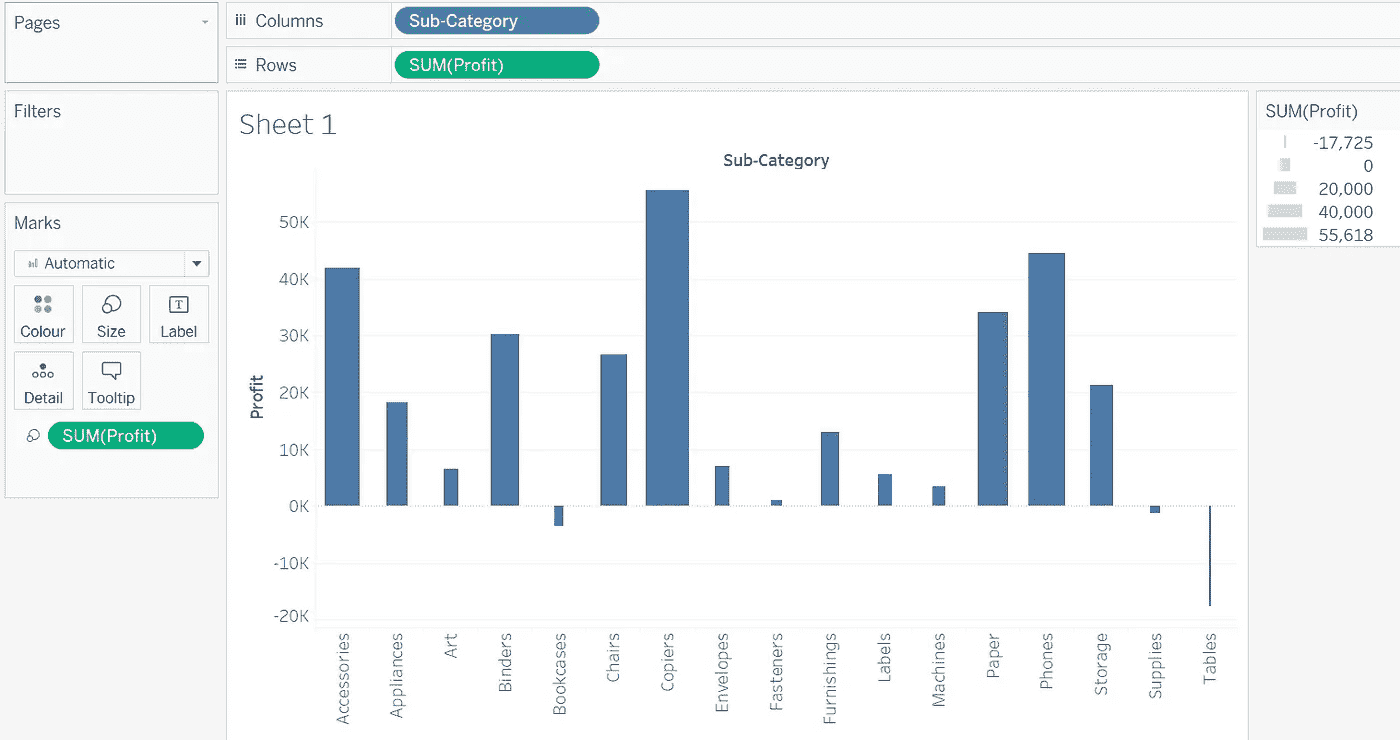 Pages
Columns
Sub-Category
Rows
SUM(Profit)
Filters
Marks
Automatic
Colour
Size
Label
Detail
Tooltip
SUM(Profit)
Sheet 1
Sub-Category
Profit
50K
40K
30K
20K
10K
0K
-10K
-20K
Accessories
Appliances
Art
Binders
Bookcases
Chairs
Copiers
Envelopes
Fasteners
Furnishings
Labels
Machines
Paper
Phones
Storage
Supplies
Tables
SUM(Profit)
-17,725
0
20,000
40,000
55,618